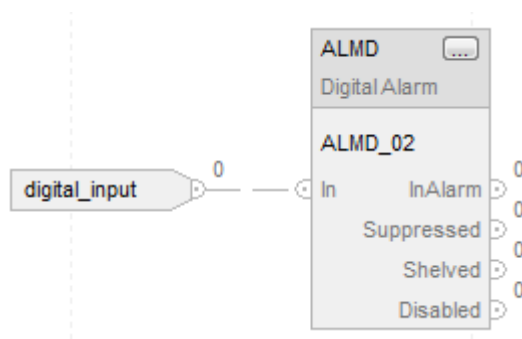 ALMD ...
Digital Alarm
ALMD_02
digital_input 0 In InAlarm 0
Suppressed 0
Shelved 0
Disabled 0